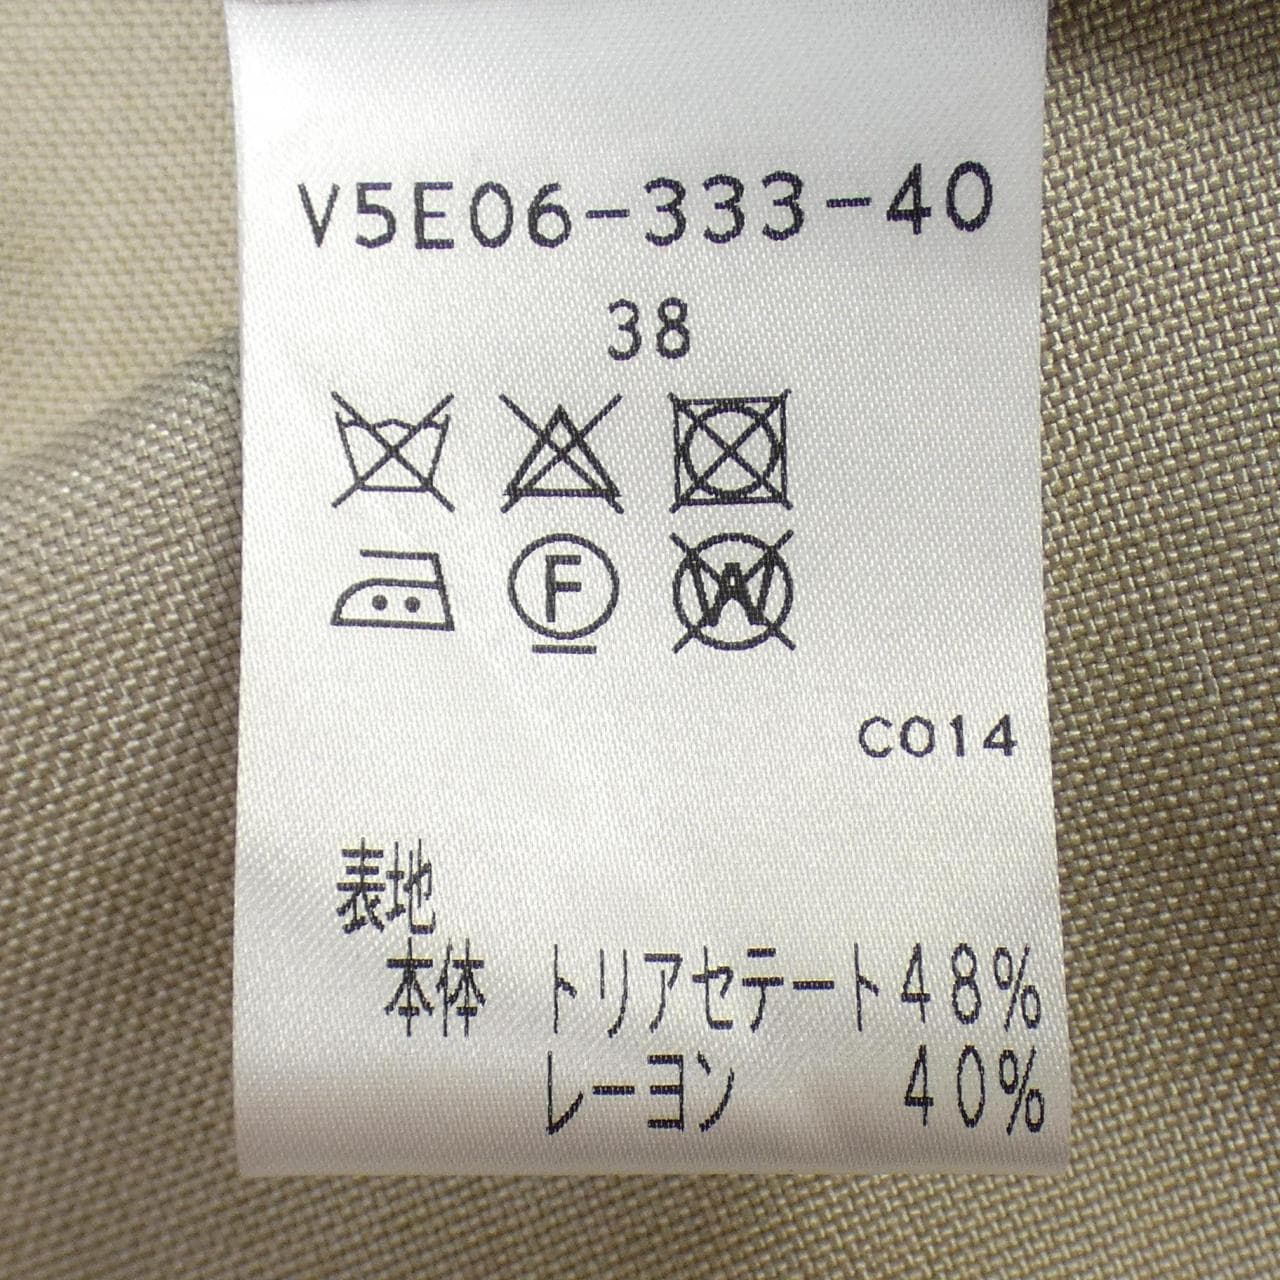 V5E06-333-40
38
F
W
C014
表地
本体 トリアセテート48%
レーヨン 40%